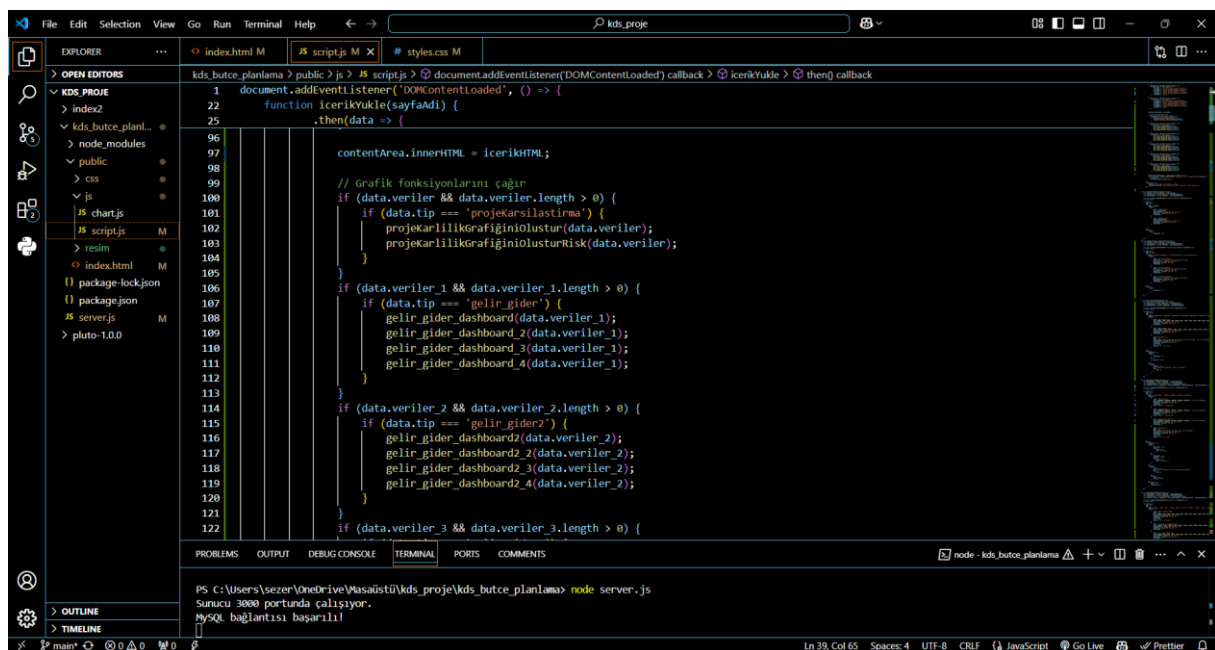 File Edit Selection View Go Run Terminal Help
kds_proje
EXPLORER
OPEN EDITORS
KDS_PROJE
index2
kds_butce_planl...
node_modules
public
css
js
JS chart.js
JS script.js M
resim
index.html M
package-lock.json
package.json
JS server.js M
pluto-1.0.0
OUTLINE
TIMELINE
index.html M JS script.js M # styles.css M
kds_butce_planlama > public > js > JS script.js > document.addEventListener('DOMContentLoaded') callback > icerikYukle > then() callback
1 document.addEventListener('DOMContentLoaded', () => {
22 function icerikYukle(sayfaAdi) {
25 .then(data => {
96
97 contentArea.innerHTML = icerikHTML;
98
99 // Grafik fonksiyonlarını çağır
100 if (data.veriler && data.veriler.length > 0) {
101 if (data.tip === 'projeKarsilastirma') {
102 projeKarlilikGrafiğiniOlustur(data.veriler);
103 projeKarlilikGrafiğiniOlusturRisk(data.veriler);
104 }
105 }
106 if (data.veriler_1 && data.veriler_1.length > 0) {
107 if (data.tip === 'gelir_gider') {
108 gelir_gider_dashboard(data.veriler_1);
109 gelir_gider_dashboard_2(data.veriler_1);
110 gelir_gider_dashboard_3(data.veriler_1);
111 gelir_gider_dashboard_4(data.veriler_1);
112 }
113 }
114 if (data.veriler_2 && data.veriler_2.length > 0) {
115 if (data.tip === 'gelir_gider2') {
116 gelir_gider_dashboard2(data.veriler_2);
117 gelir_gider_dashboard2_2(data.veriler_2);
118 gelir_gider_dashboard2_3(data.veriler_2);
119 gelir_gider_dashboard2_4(data.veriler_2);
120 }
121 }
122 if (data.veriler_3 && data.veriler_3.length > 0) {
PROBLEMS OUTPUT DEBUG CONSOLE TERMINAL PORTS COMMENTS
node - kds_butce_planlama
PS C:\Users\sezer\OneDrive\Masaüstü\kds_proje\kds_butce_planlama> node server.js
Sunucu 3000 portunda çalışıyor.
MySQL bağlantısı başarılı!
main* 0 0 0 Ln 39, Col 65 Spaces: 4 UTF-8 CRLF {} JavaScript Go Live Prettier